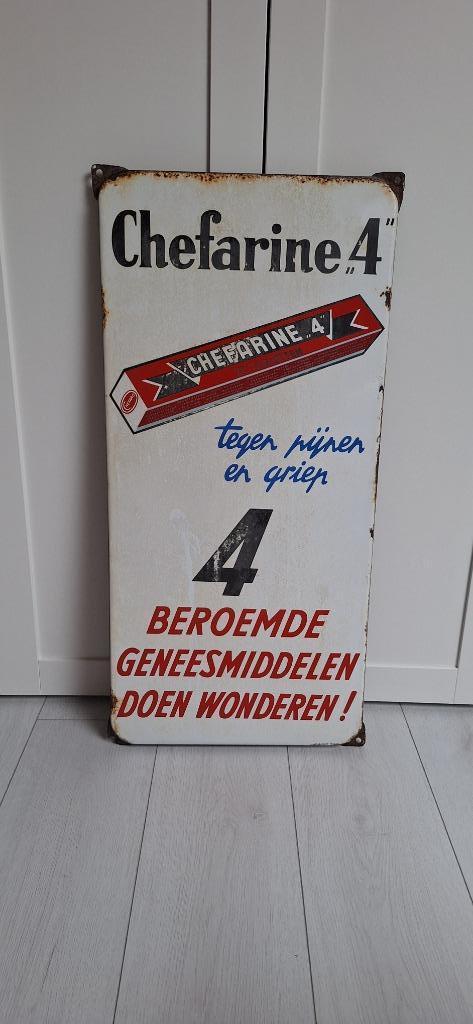 Chefarine „4”
CHEFARINE „4”
tegen pijnen
en griep
4
BEROEMDE
GENEESMIDDELEN
DOEN WONDEREN!